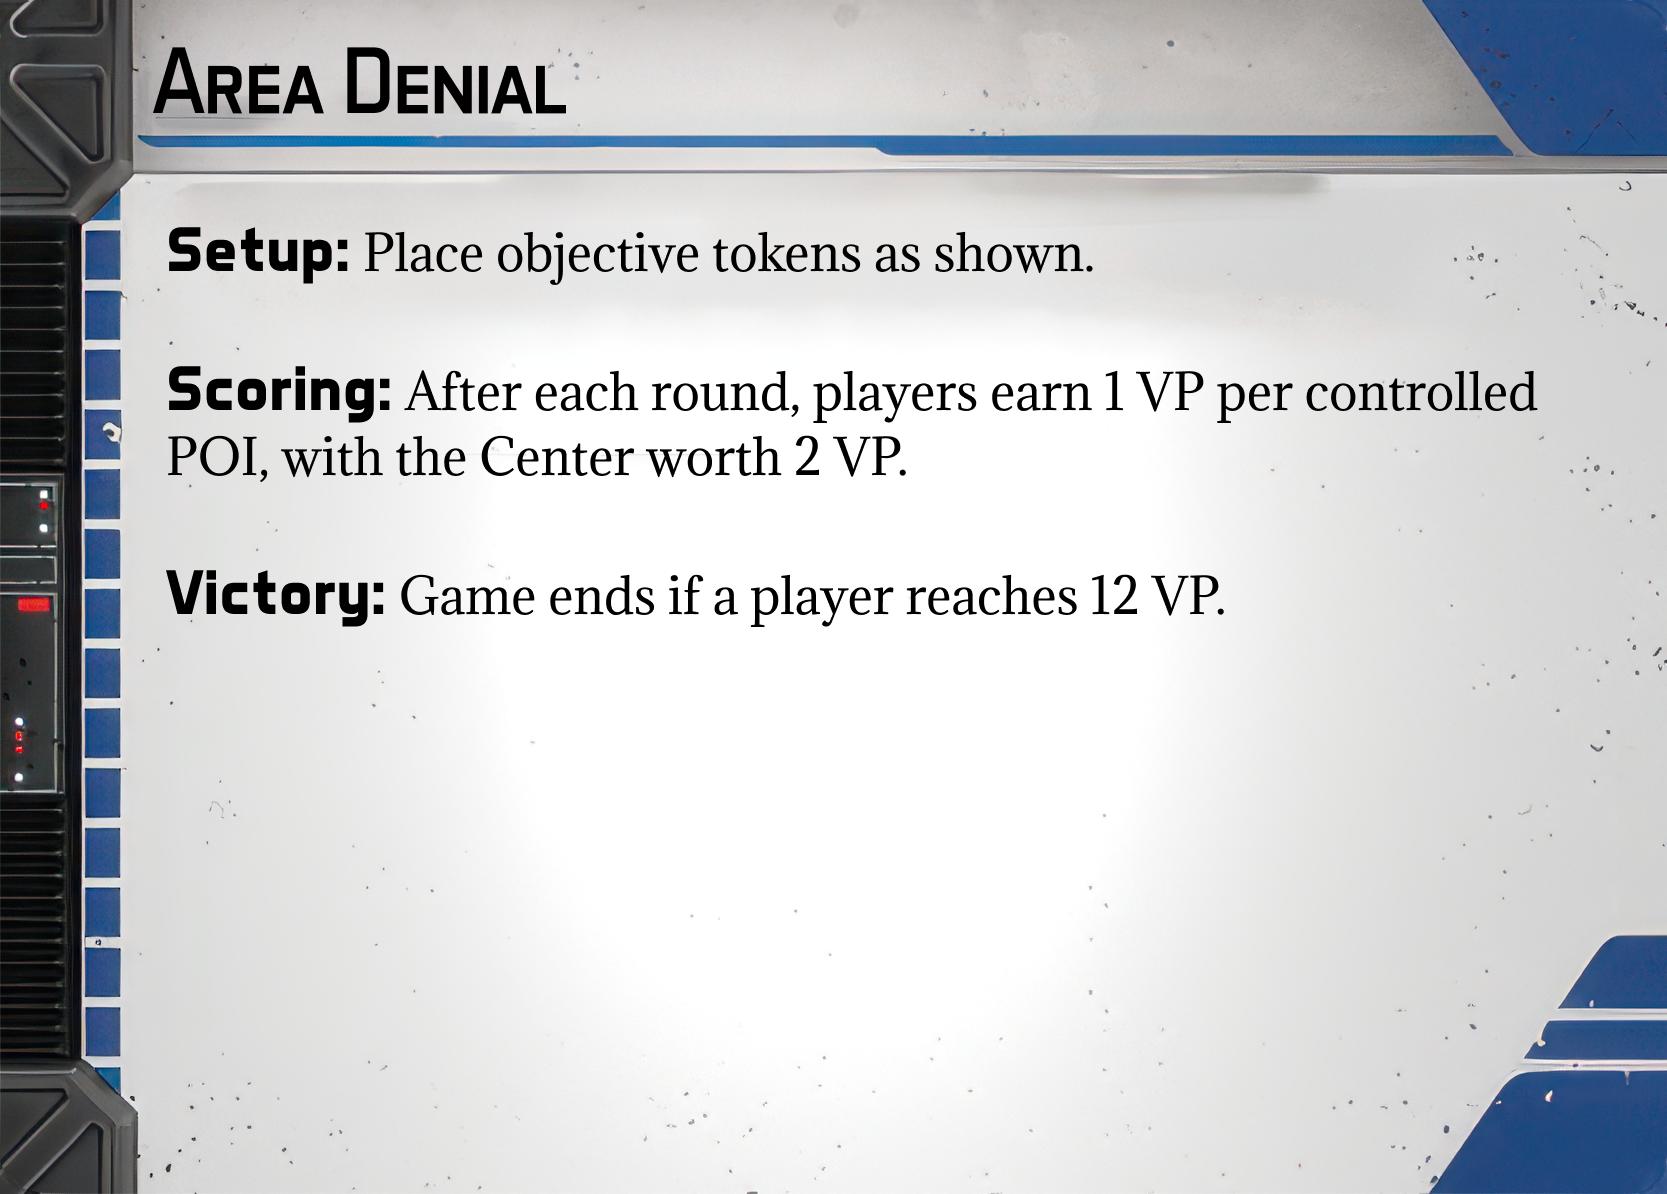 Area Denial
Setup: Place objective tokens as shown.
Scoring: After each round, players earn 1 VP per controlled
POI, with the Center worth 2 VP.
Victory: Game ends if a player reaches 12 VP.